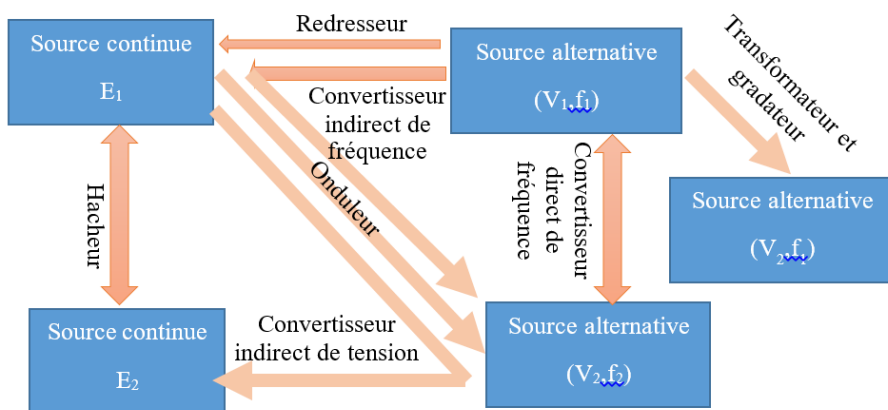 Redresseur
Source continue
E₁
Source alternative
(V₁,f₁)
Transformateur et
gradateur
Convertisseur
indirect de
fréquence
Onduleur
Hacheur
Convertisseur
direct de
fréquence
Source alternative
(V₂,f₁)
Source continue
E₂
Convertisseur
indirect de tension
Source alternative
(V₂,f₂)